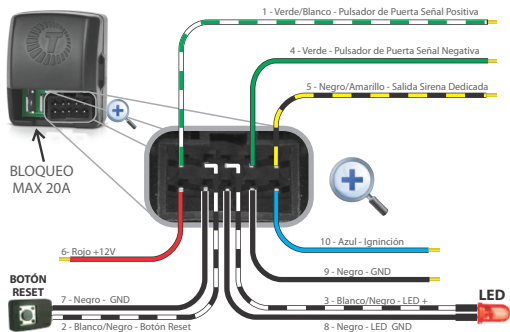 1 - Verde/Blanco - Pulsador de Puerta Señal Positiva
4 - Verde - Pulsador de Puerta Señal Negativa
5 - Negro/Amarillo - Salida Sirena Dedicada
BLOQUEO
MAX 20A
10 - Azul - Igninción
6- Rojo +12V
9 - Negro - GND
BOTÓN
RESET
7 - Negro - GND
3 - Blanco/Negro - LED +
LED
2 - Blanco/Negro - Botón Reset
8 - Negro - LED GND